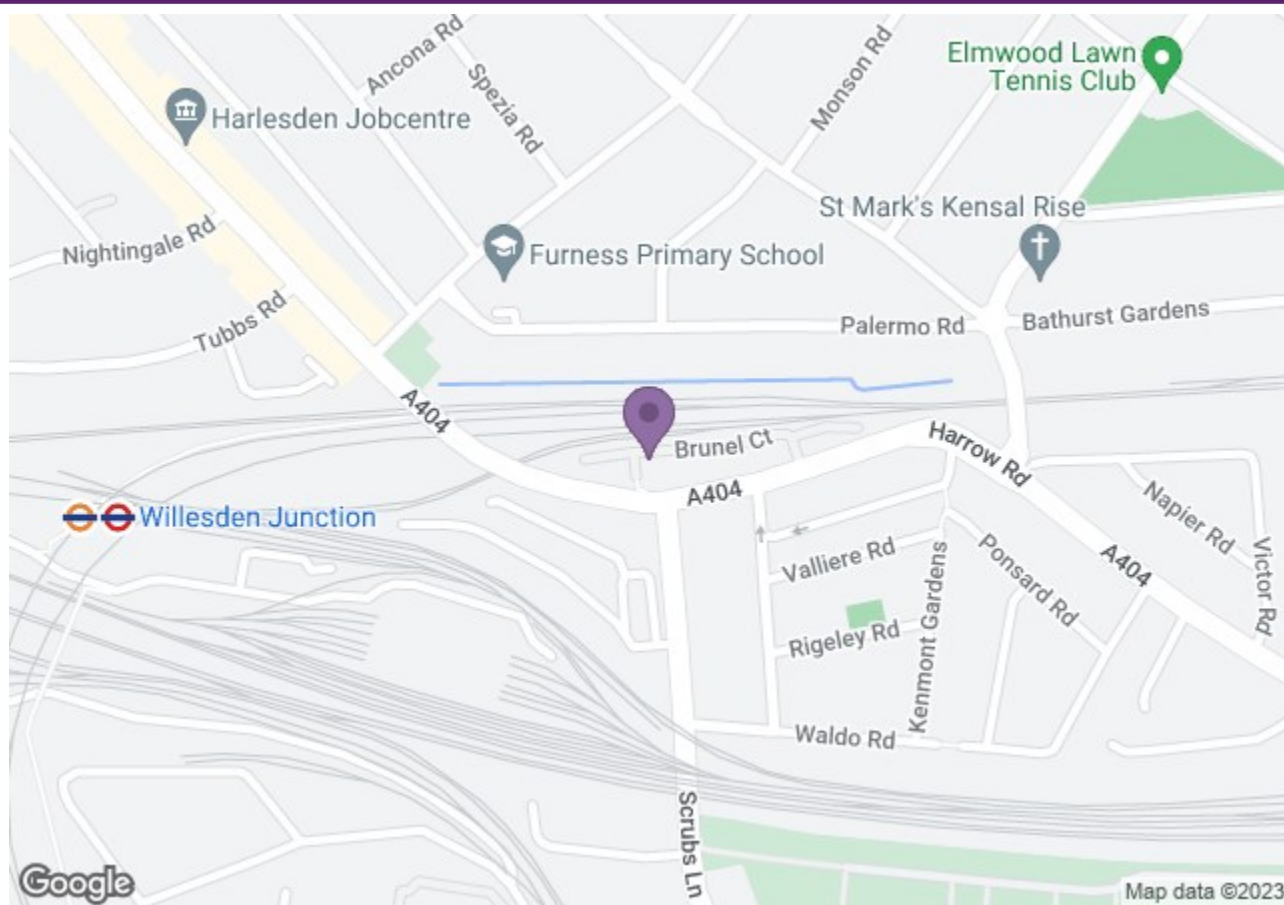 Elmwood Lawn
Tennis Club
Ancona Rd
Spezia Rd
Monson Rd
Harlesden Jobcentre
St Mark's Kensal Rise
Nightingale Rd
Furness Primary School
Tubbs Rd
Palermo Rd
Bathurst Gardens
A404
Brunel Ct
Harrow Rd
A404
Willesden Junction
Napier Rd
Valliere Rd
Ponsard Rd
A404
Victor Rd
Rigeley Rd
Kenmont Gardens
Waldo Rd
Scrubs Ln
Google
Map data ©2023